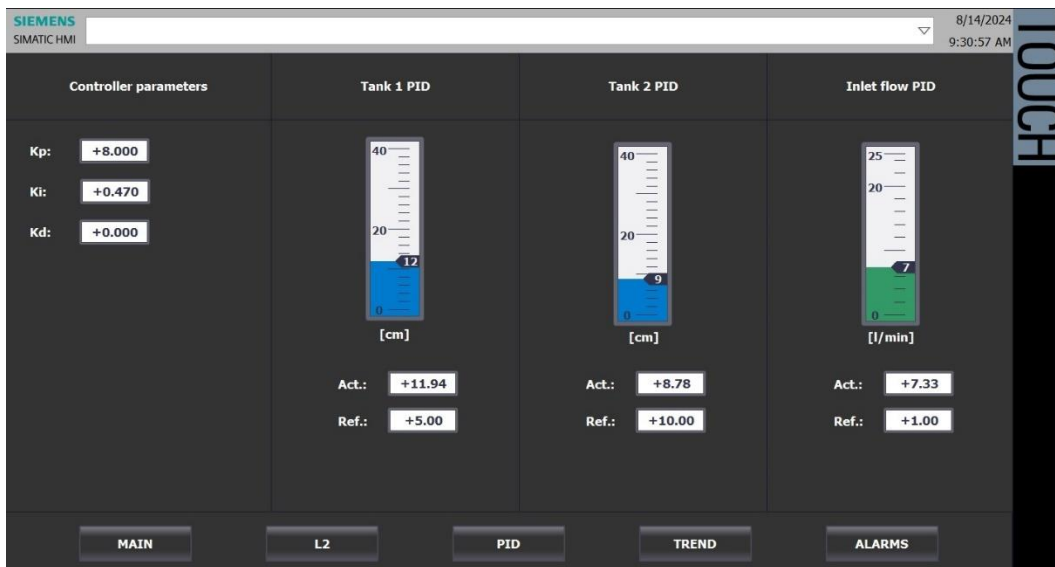 SIEMENS
SIMATIC HMI
8/14/2024
9:30:57 AM
TOUCH
Controller parameters
Tank 1 PID
Tank 2 PID
Inlet flow PID
Kp: +8.000
Ki: +0.470
Kd: +0.000
40
20
12
0
[cm]
Act.: +11.94
Ref.: +5.00
40
20
9
0
[cm]
Act.: +8.78
Ref.: +10.00
25
20
7
0
[l/min]
Act.: +7.33
Ref.: +1.00
MAIN
L2
PID
TREND
ALARMS